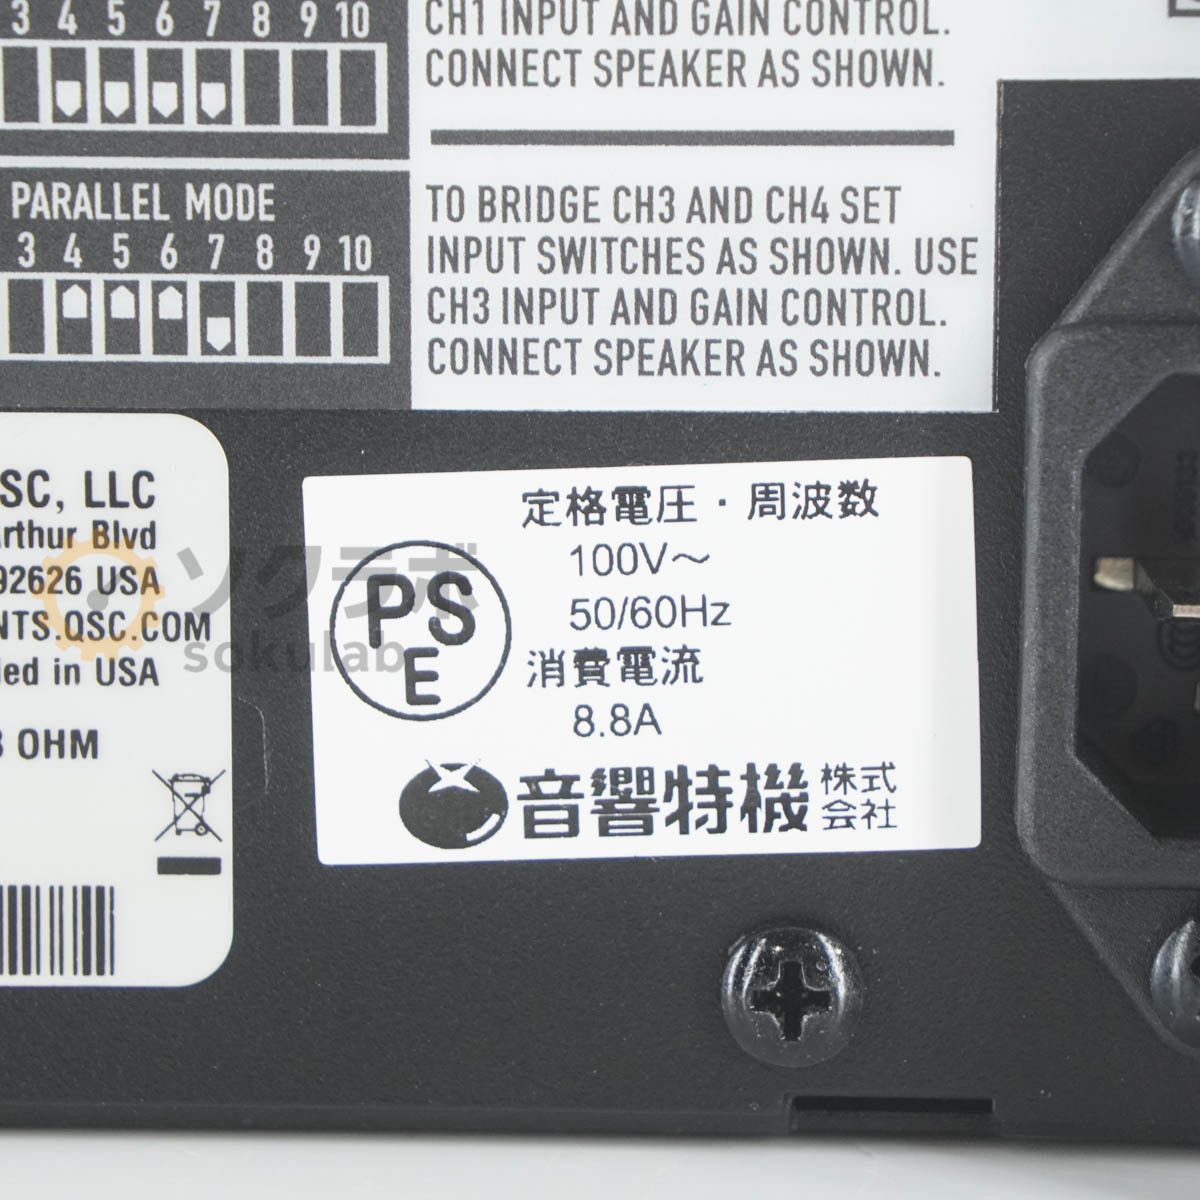 3 4 5 6 7 8 9 10
PARALLEL MODE
3 4 5 6 7 8 9 10
CH1 INPUT AND GAIN CONTROL.
CONNECT SPEAKER AS SHOWN.
TO BRIDGE CH3 AND CH4 SET
INPUT SWITCHES AS SHOWN. USE
CH3 INPUT AND GAIN CONTROL.
CONNECT SPEAKER AS SHOWN.
SC, LLC
rthur Blvd
92626 USA
NTS.QSC.COM
led in USA
8 OHM
ソクラボ
sokulab
PS
E
定格電圧・周波数
100V～
50/60Hz
消費電流
8.8A
音響特機 株式
会社